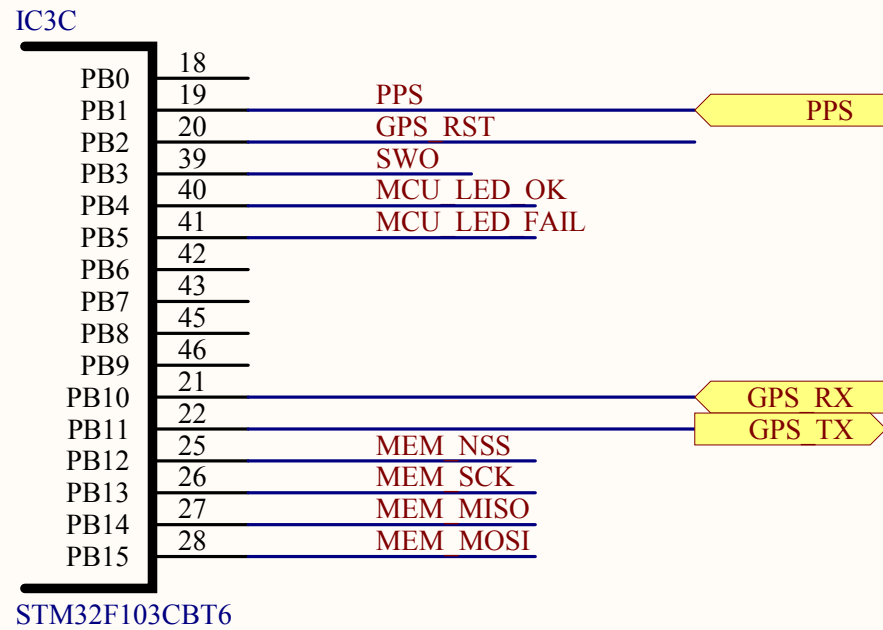 IC3C
PB0 18
PB1 19 PPS PPS
PB2 20 GPS_RST
PB3 39 SWO
PB4 40 MCU_LED_OK
PB5 41 MCU_LED_FAIL
PB6 42
PB7 43
PB8 45
PB9 46
PB10 21 GPS_RX
PB11 22 GPS_TX
PB12 25 MEM_NSS
PB13 26 MEM_SCK
PB14 27 MEM_MISO
PB15 28 MEM_MOSI
STM32F103CBT6